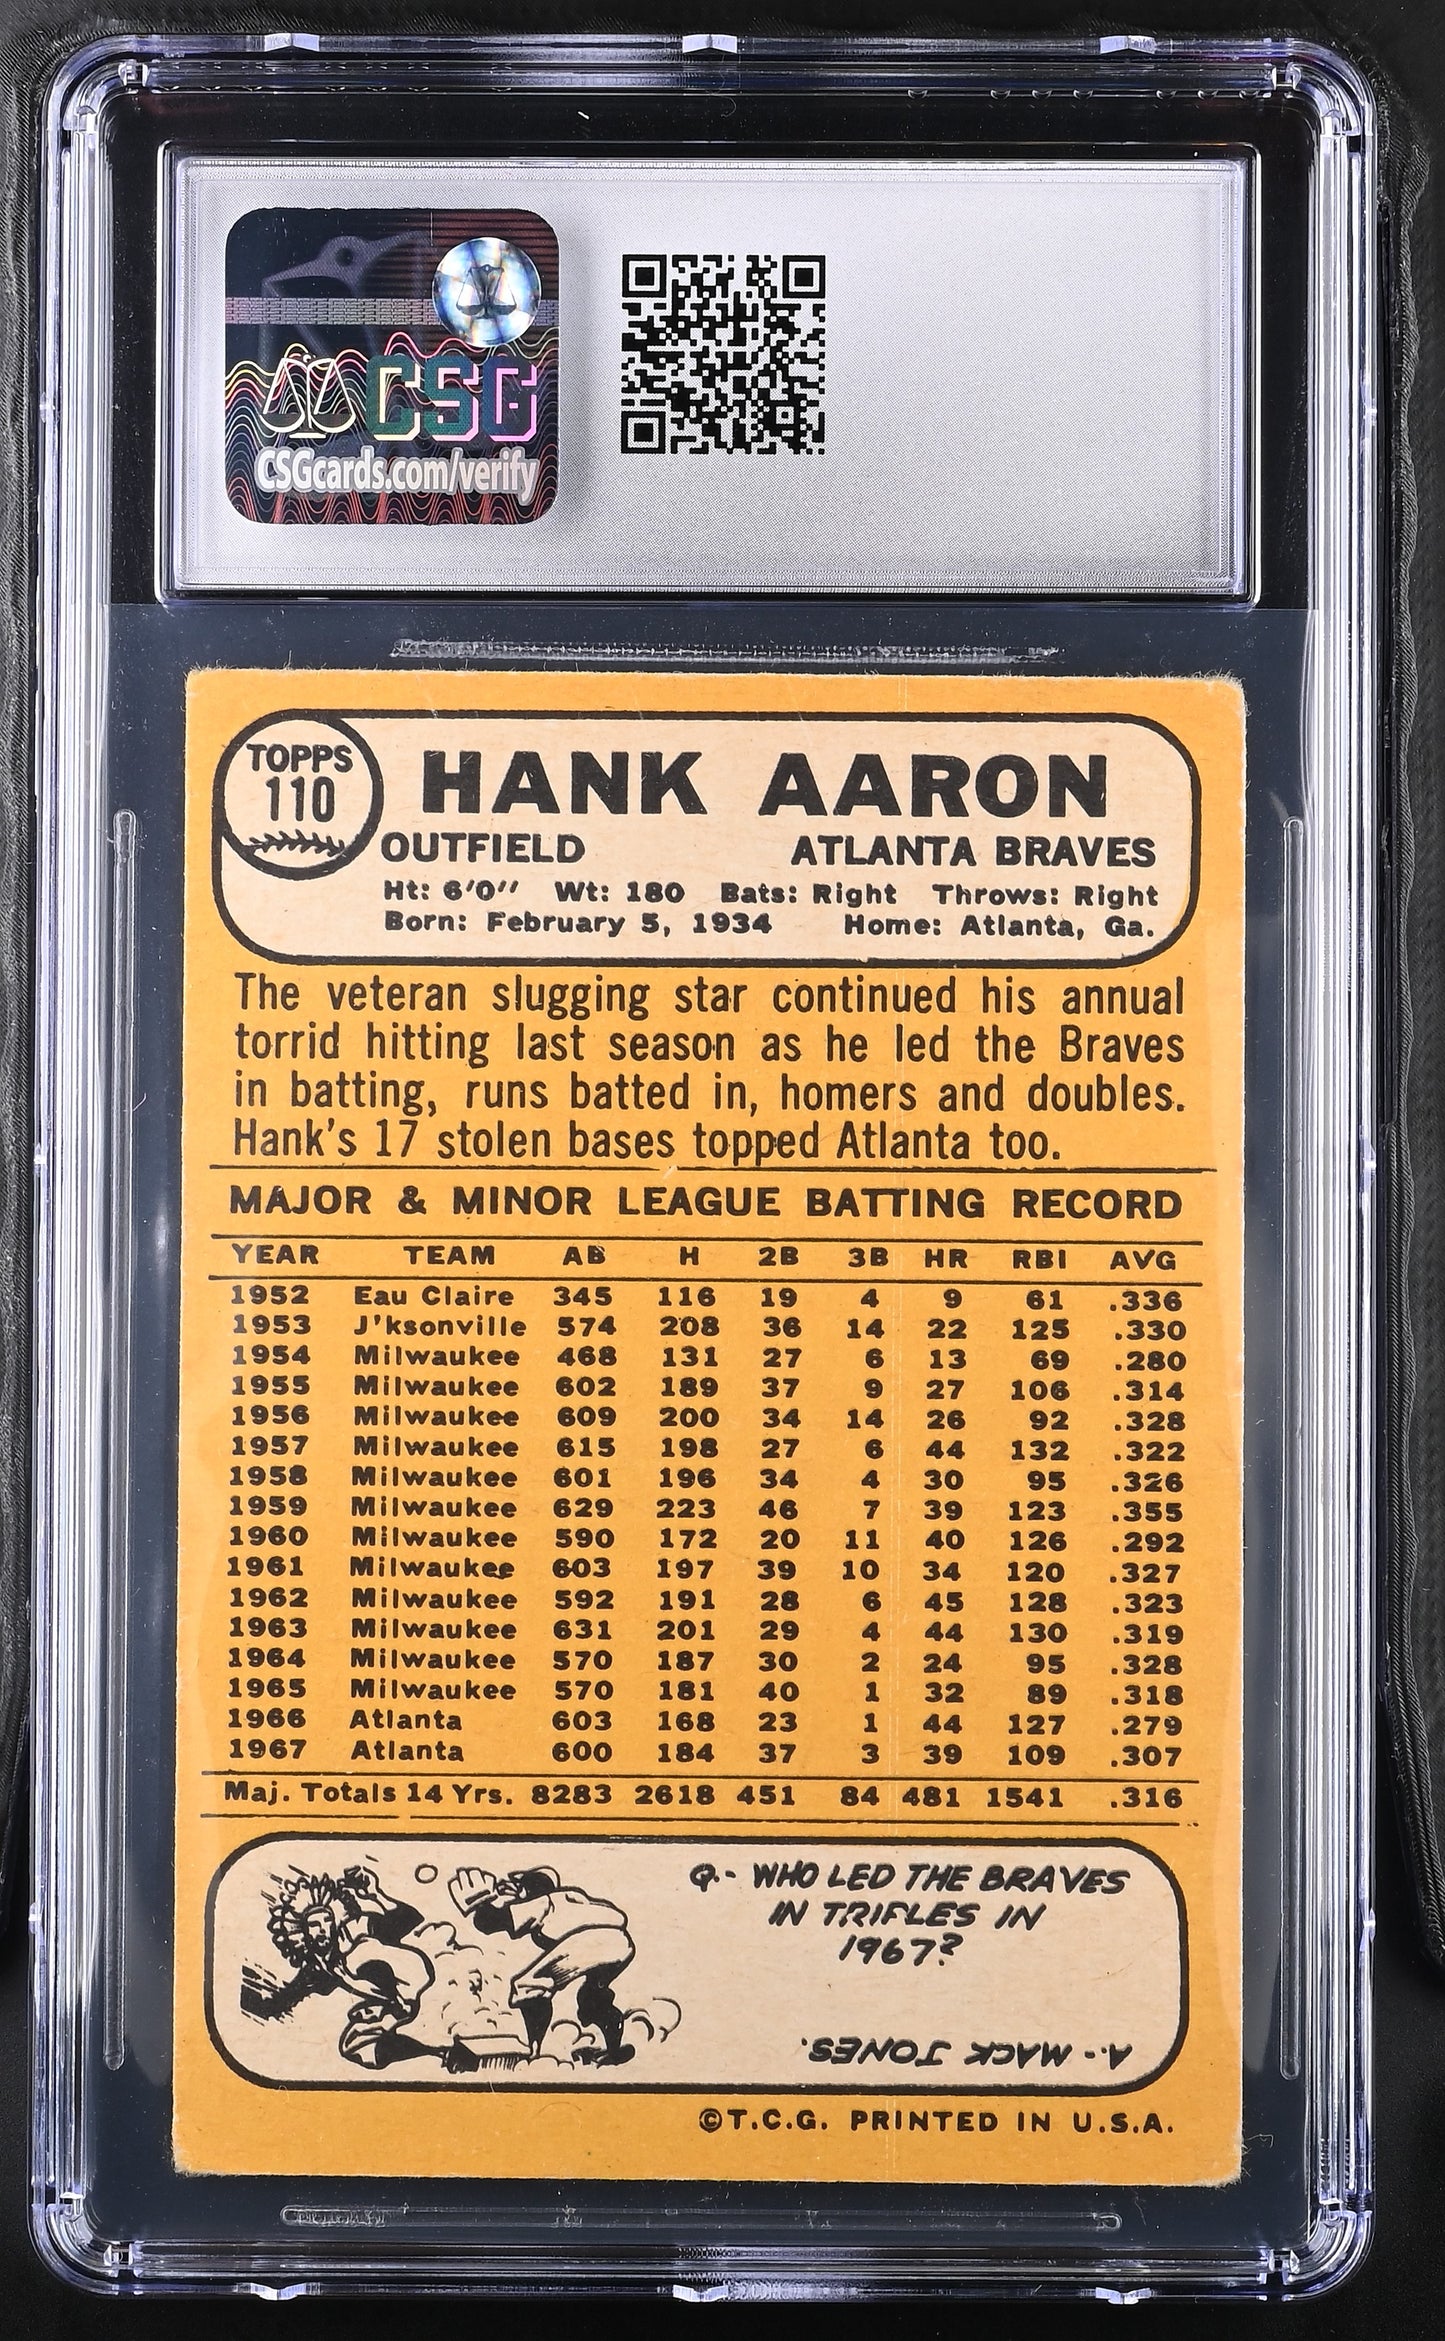 CSG
CSGcards.com/verify
TOPPS
110
HANK AARON
OUTFIELD ATLANTA BRAVES
Ht: 6'0'' Wt: 180 Bats: Right Throws: Right
Born: February 5, 1934 Home: Atlanta, Ga.
The veteran slugging star continued his annual
torrid hitting last season as he led the Braves
in batting, runs batted in, homers and doubles.
Hank's 17 stolen bases topped Atlanta too.
MAJOR & MINOR LEAGUE BATTING RECORD
YEAR TEAM AB H 2B 3B HR RBI AVG
1952 Eau Claire 345 116 19 4 9 61 .336
1953 J'ksonville 574 208 36 14 22 125 .330
1954 Milwaukee 468 131 27 6 13 69 .280
1955 Milwaukee 602 189 37 9 27 106 .314
1956 Milwaukee 609 200 34 14 26 92 .328
1957 Milwaukee 615 198 27 6 44 132 .322
1958 Milwaukee 601 196 34 4 30 95 .326
1959 Milwaukee 629 223 46 7 39 123 .355
1960 Milwaukee 590 172 20 11 40 126 .292
1961 Milwaukee 603 197 39 10 34 120 .327
1962 Milwaukee 592 191 28 6 45 128 .323
1963 Milwaukee 631 201 29 4 44 130 .319
1964 Milwaukee 570 187 30 2 24 95 .328
1965 Milwaukee 570 181 40 1 32 89 .318
1966 Atlanta 603 168 23 1 44 127 .279
1967 Atlanta 600 184 37 3 39 109 .307
Maj. Totals 14 Yrs. 8283 2618 451 84 481 1541 .316
Q.- WHO LED THE BRAVES
IN TRIPLES IN
1967?
A.- MACK JONES.
©T.C.G. PRINTED IN U.S.A.